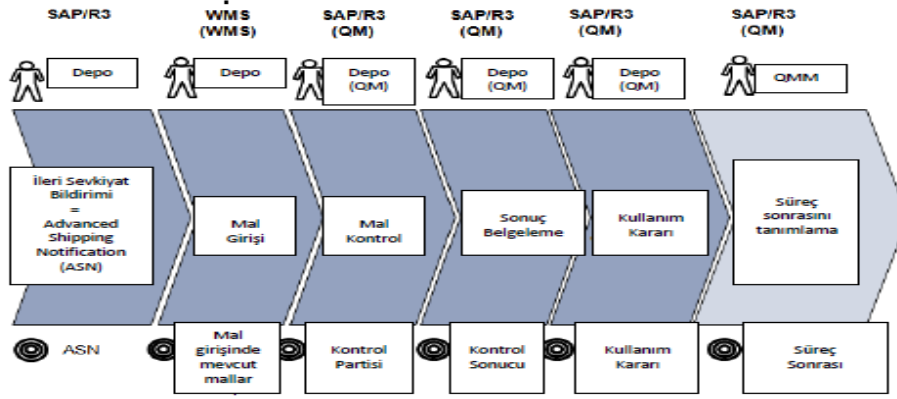 SAP/R3
WMS
(WMS)
SAP/R3
(QM)
SAP/R3
(QM)
SAP/R3
(QM)
SAP/R3
(QM)
Depo
Depo
Depo
(QM)
Depo
(QM)
Depo
(QM)
QMM
İleri Sevkiyat
Bildirimi
=
Advanced
Shipping
Notification
(ASN)
Mal
Girişi
Mal
Kontrol
Sonuç
Belgeleme
Kullanım
Kararı
Süreç
sonrasını
tanımlama
ASN
Mal
girişinde
mevcut
mallar
Kontrol
Partisi
Kontrol
Sonucu
Kullanım
Kararı
Süreç
Sonrası